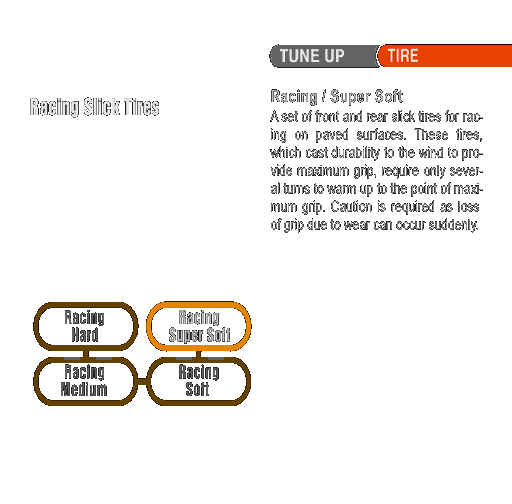 TUNE UP TIRE
Racing Slick Tires
Racing / Super Soft
A set of front and rear slick tires for rac-
ing on paved surfaces. These tires,
which cast durability to the wind to pro-
vide maximum grip, require only sever-
al turns to warm up to the point of maxi-
mum grip. Caution is required as loss
of grip due to wear can occur suddenly.
Racing
Hard
Racing
Super Soft
Racing
Medium
Racing
Soft